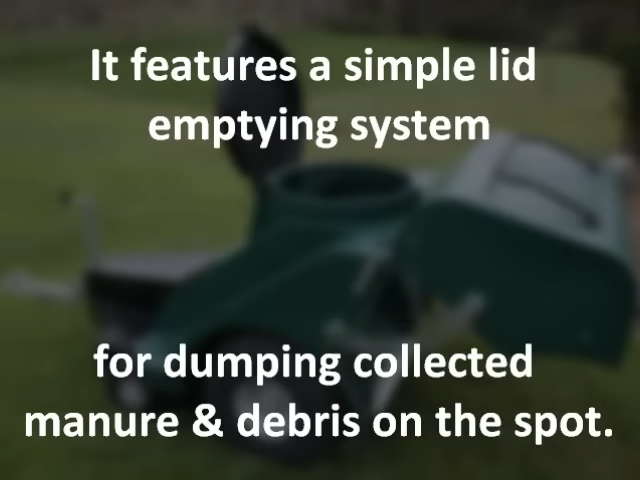 It features a simple lid
emptying system
for dumping collected
manure & debris on the spot.